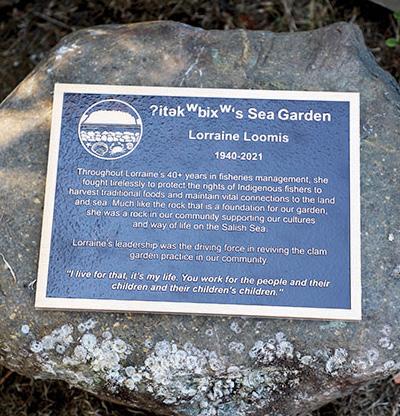 ʔitəkʷbixʷ‘s Sea Garden
Lorraine Loomis
1940-2021
Throughout Lorraine's 40+ years in fisheries management, she
fought tirelessly to protect the rights of Indigenous fishers to
harvest traditional foods and maintain vital connections to the land
and sea. Much like the rock that is a foundation for our garden,
she was a rock in our community supporting our cultures
and way of life on the Salish Sea.
Lorraine's leadership was the driving force in reviving the clam
garden practice in our community.
"I live for that, it's my life. You work for the people and their
children and their children's children."